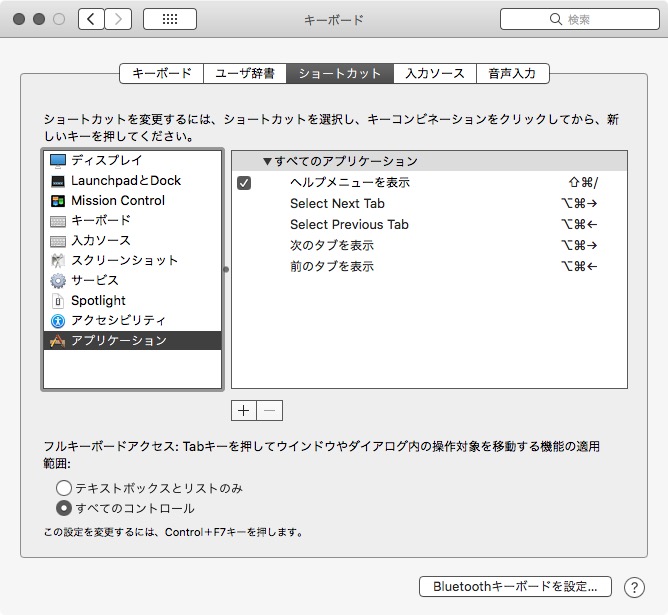 キーボード
検索
キーボード
ユーザ辞書
ショートカット
入力ソース
音声入力
ショートカットを変更するには、ショートカットを選択し、キーコンビネーションをクリックしてから、新
しいキーを押してください。
ディスプレイ
LaunchpadとDock
Mission Control
キーボード
入力ソース
スクリーンショット
サービス
Spotlight
アクセシビリティ
アプリケーション
▼すべてのアプリケーション
ヘルプメニューを表示 ⇧⌘/
Select Next Tab ⌥⌘→
Select Previous Tab ⌥⌘←
次のタブを表示 ⌥⌘→
前のタブを表示 ⌥⌘←
＋ −
フルキーボードアクセス: Tabキーを押してウインドウやダイアログ内の操作対象を移動する機能の適用
範囲:
テキストボックスとリストのみ
すべてのコントロール
この設定を変更するには、Control＋F7キーを押します。
Bluetoothキーボードを設定...
?